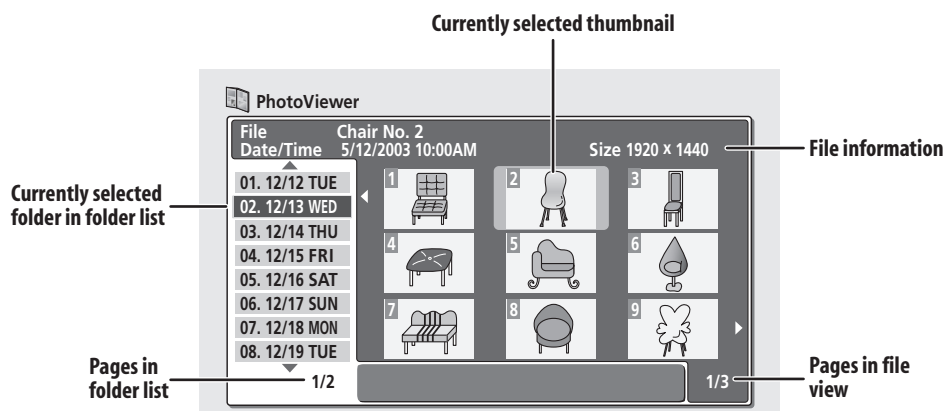 Currently selected thumbnail
PhotoViewer
File Chair No. 2
Date/Time 5/12/2003 10:00AM Size 1920 x 1440
File information
Currently selected
folder in folder list
01. 12/12 TUE
02. 12/13 WED
03. 12/14 THU
04. 12/15 FRI
05. 12/16 SAT
06. 12/17 SUN
07. 12/18 MON
08. 12/19 TUE
1 2 3
4 5 6
7 8 9
Pages in
folder list
1/2
1/3
Pages in file
view